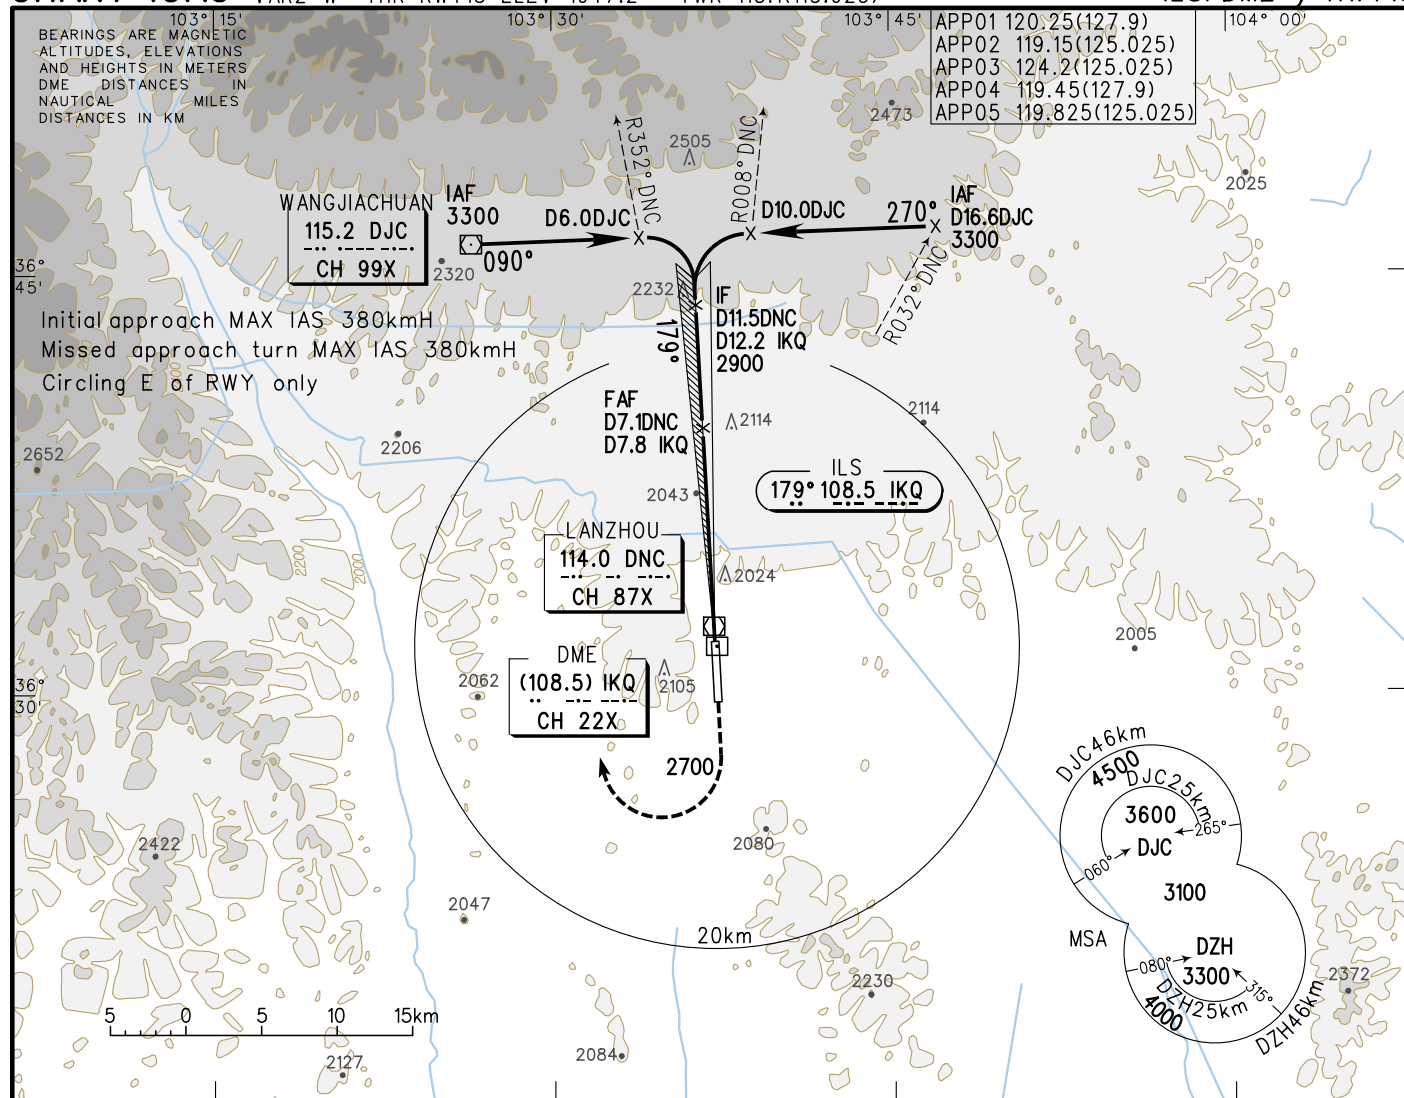 103° 15'
103° 30'
103° 45'
104° 00'
BEARINGS ARE MAGNETIC
ALTITUDES, ELEVATIONS
AND HEIGHTS IN METERS
DME DISTANCES IN
NAUTICAL MILES
DISTANCES IN KM
APP01 120.25(127.9)
APP02 119.15(125.025)
APP03 124.2(125.025)
APP04 119.45(127.9)
APP05 119.825(125.025)
2473
2505
2025
R352° DNC
R008° DNC
WANGJIACHUAN
115.2 DJC
CH 99X
IAF
3300
090°
D6.0DJC
D10.0DJC
270°
IAF
D16.6DJC
3300
R032° DNC
2320
2232
36°
45'
IF
D11.5DNC
D12.2 IKQ
2900
179°
Initial approach MAX IAS 380kmH
Missed approach turn MAX IAS 380kmH
Circling E of RWY only
FAF
D7.1DNC
D7.8 IKQ
2114
2114
2206
2652
2043
ILS
179° 108.5 IKQ
LANZHOU
114.0 DNC
CH 87X
2024
2200
2000
2005
DME
(108.5) IKQ
CH 22X
2105
2062
36°
30'
2700
2080
2422
2047
20km
DJC46km
4500
DJC25km
3600
265°
DJC
060°
3100
MSA
DZH
080°
3300
315°
DZH25km
4000
DZH46km
2230
2372
5 0 5 10 15km
2084
2127